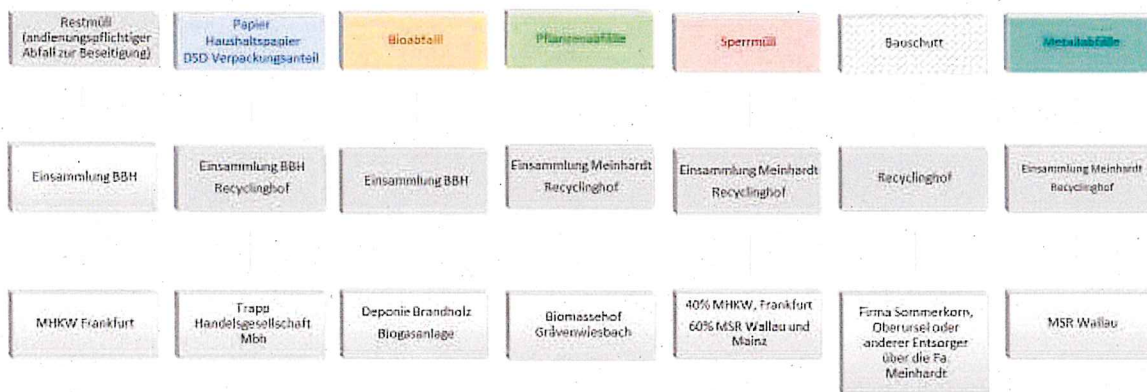 Restmüll
(andienungspflichtiger
Abfall zur Beseitigung)
Papier
Haushaltspapier
DSD Verpackungsanteil
Bioabfalll
Pflanzenabfälle
Sperrmüll
Bauschutt
Metallabfälle
Einsammlung BBH
Einsammlung BBH
Recyclinghof
Einsammlung BBH
Einsammlung Meinhardt
Recyclinghof
Einsammlung Meinhardt
Recyclinghof
Recyclinghof
Einsammlung Meinhardt
Recyclinghof
MHKW Frankfurt
Trapp
Handelsgesellschaft
Mbh
Deponie Brandholz
Biogasanlage
Biomassehof
Grävenwiesbach
40% MHKW, Frankfurt
60% MSR Wallau und
Mainz
Firma Sommerkorn,
Oberursel oder
anderer Entsorger
über die Fa.
Meinhardt
MSR Wallau